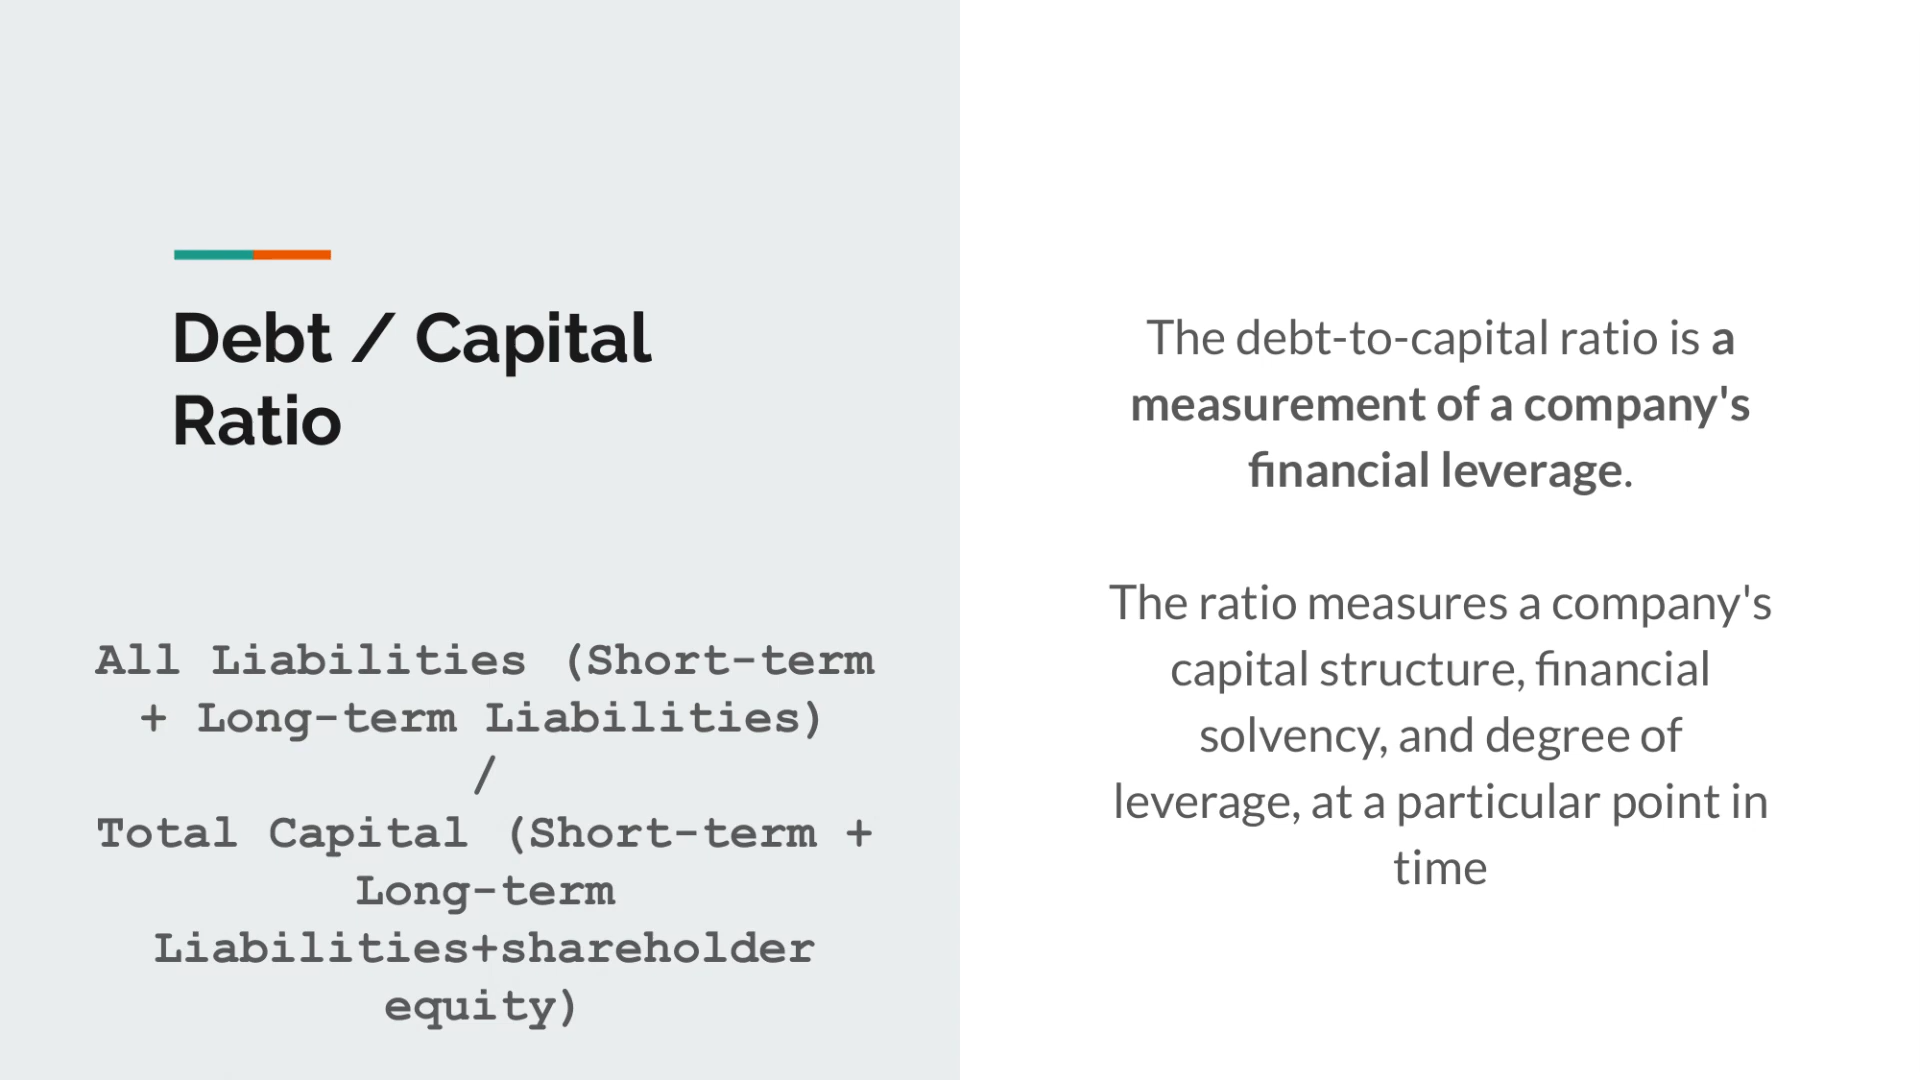 Debt / Capital
Ratio
All Liabilities (Short-term
+ Long-term Liabilities)
/
Total Capital (Short-term +
Long-term
Liabilities+shareholder
equity)
The debt-to-capital ratio is a
measurement of a company's
financial leverage.
The ratio measures a company's
capital structure, financial
solvency, and degree of
leverage, at a particular point in
time